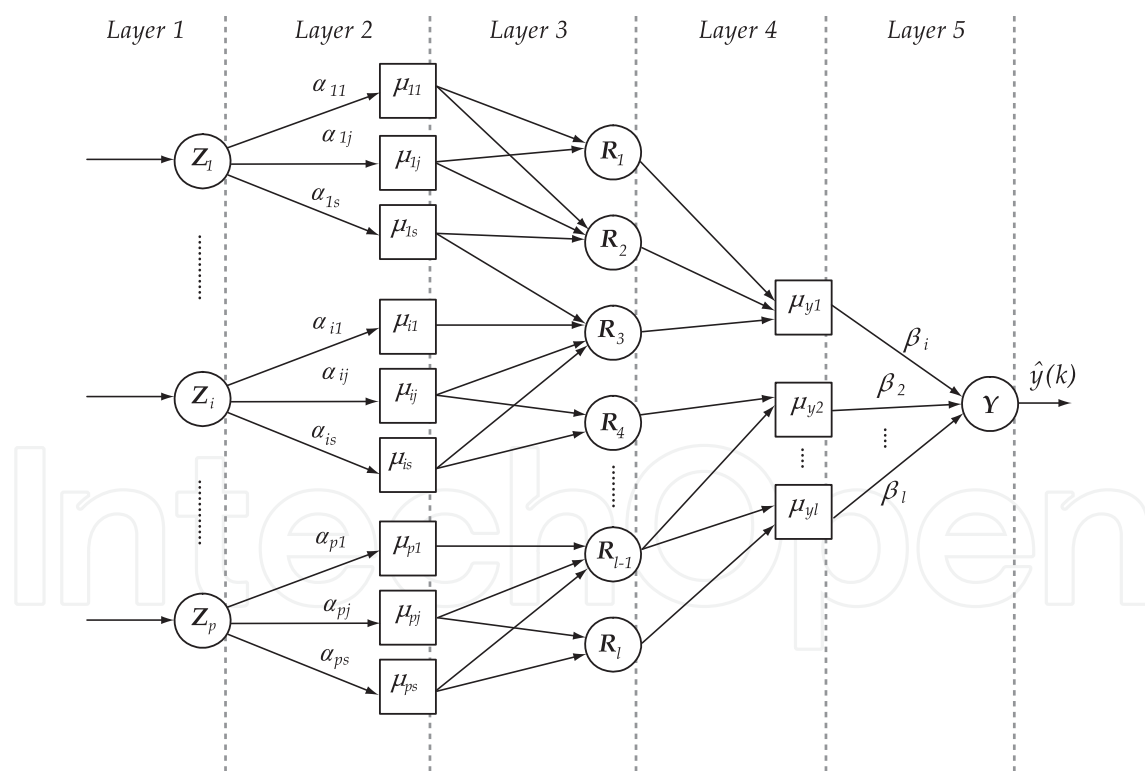 Layer 1 Layer 2 Layer 3 Layer 4 Layer 5
α11
μ11
α1j
Z1
μ1j
R1
α1s
μ1s
R2
αi1
μi1
R3
μy1
αij
Zi
μij
βi
ŷ(k)
β2
αis
μis
R4
μy2
Y
βl
μyl
αp1
μp1
Rl-1
αpj
Zp
μpj
Rl
αps
μps
IntechOpen